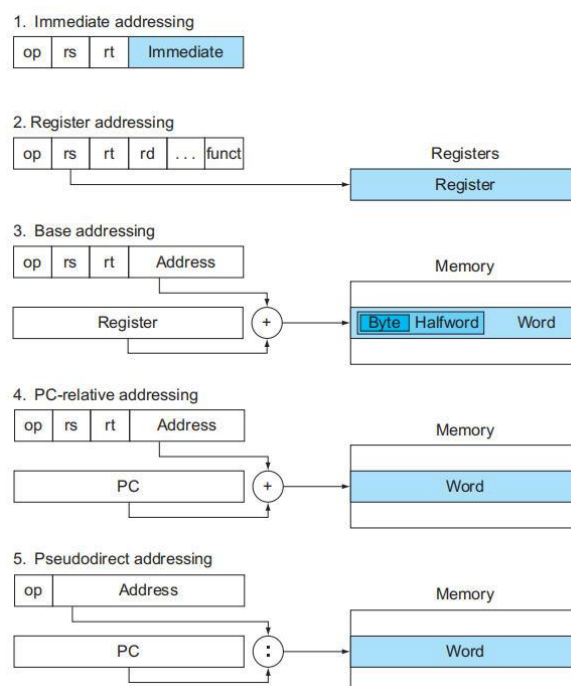 1. Immediate addressing
op rs rt Immediate
2. Register addressing
op rs rt rd . . . funct
Registers
Register
3. Base addressing
op rs rt Address
Memory
Register + Byte Halfword Word
4. PC-relative addressing
op rs rt Address
Memory
PC + Word
5. Pseudodirect addressing
op Address
Memory
PC : Word